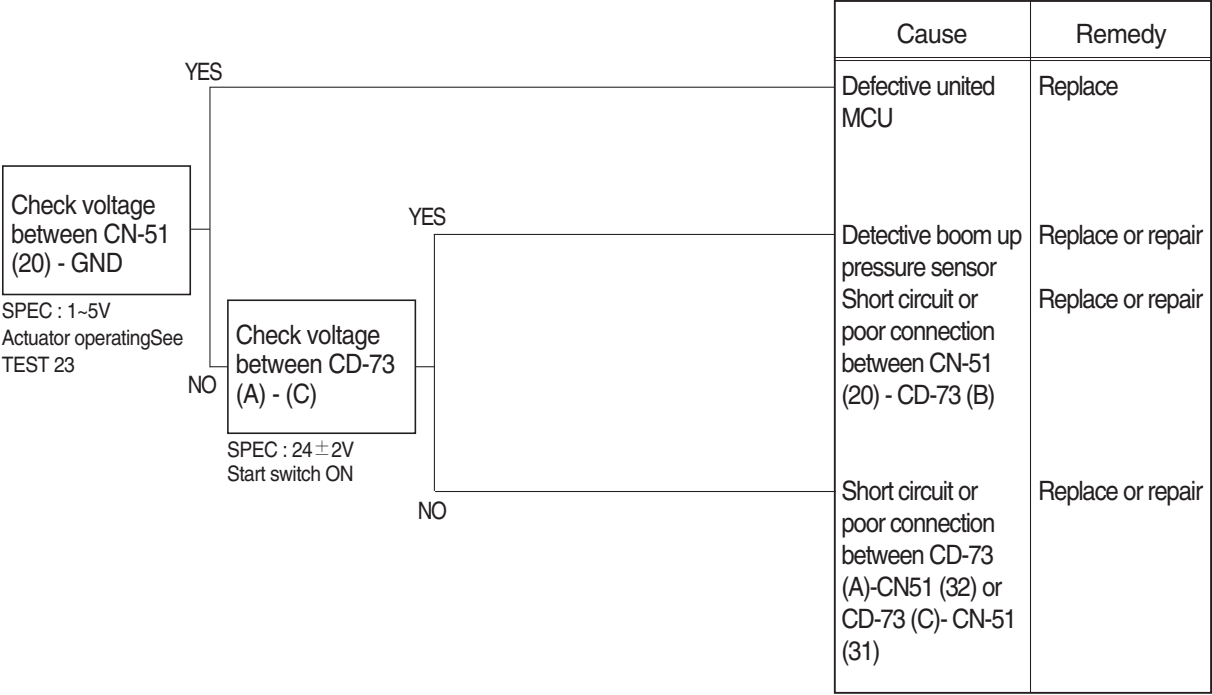 Cause
Remedy
YES
Defective united
MCU
Replace
Check voltage
between CN-51
(20) - GND
SPEC : 1~5V
Actuator operatingSee
TEST 23
YES
Detective boom up
pressure sensor
Replace or repair
Short circuit or
poor connection
between CN-51
(20) - CD-73 (B)
Replace or repair
NO
Check voltage
between CD-73
(A) - (C)
SPEC : 24±2V
Start switch ON
NO
Short circuit or
poor connection
between CD-73
(A)-CN51 (32) or
CD-73 (C)- CN-51
(31)
Replace or repair